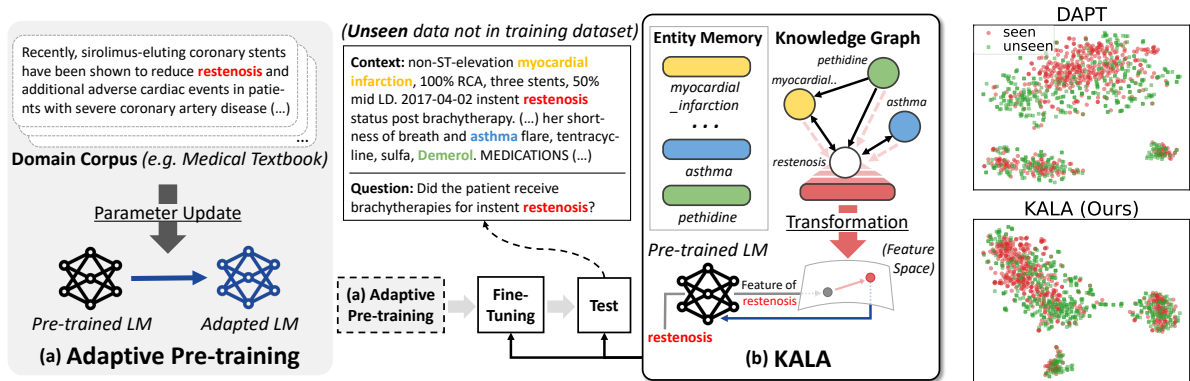 Recently, sirolimus-eluting coronary stents
have been shown to reduce restenosis and
additional adverse cardiac events in patie-
nts with severe coronary artery disease (...)
...
Domain Corpus (e.g. Medical Textbook)
Parameter Update
Pre-trained LM
Adapted LM
(a) Adaptive Pre-training
(Unseen data not in training dataset)
Context: non-ST-elevation myocardial
infarction, 100% RCA, three stents, 50%
mid LD. 2017-04-02 instent restenosis
status post brachytherapy. (...) her short-
ness of breath and asthma flare, tentracyc-
line, sulfa, Demerol. MEDICATIONS (...)
Question: Did the patient receive
brachytherapies for instent restenosis?
(a) Adaptive
Pre-training
Fine-
Tuning
Test
Entity Memory
myocardial
_infarction
...
asthma
pethidine
Knowledge Graph
pethidine
myocardial..
asthma
restenosis
Transformation
Pre-trained LM
(Feature
Space)
Feature of
restenosis
restenosis
(b) KALA
DAPT
seen
unseen
KALA (Ours)